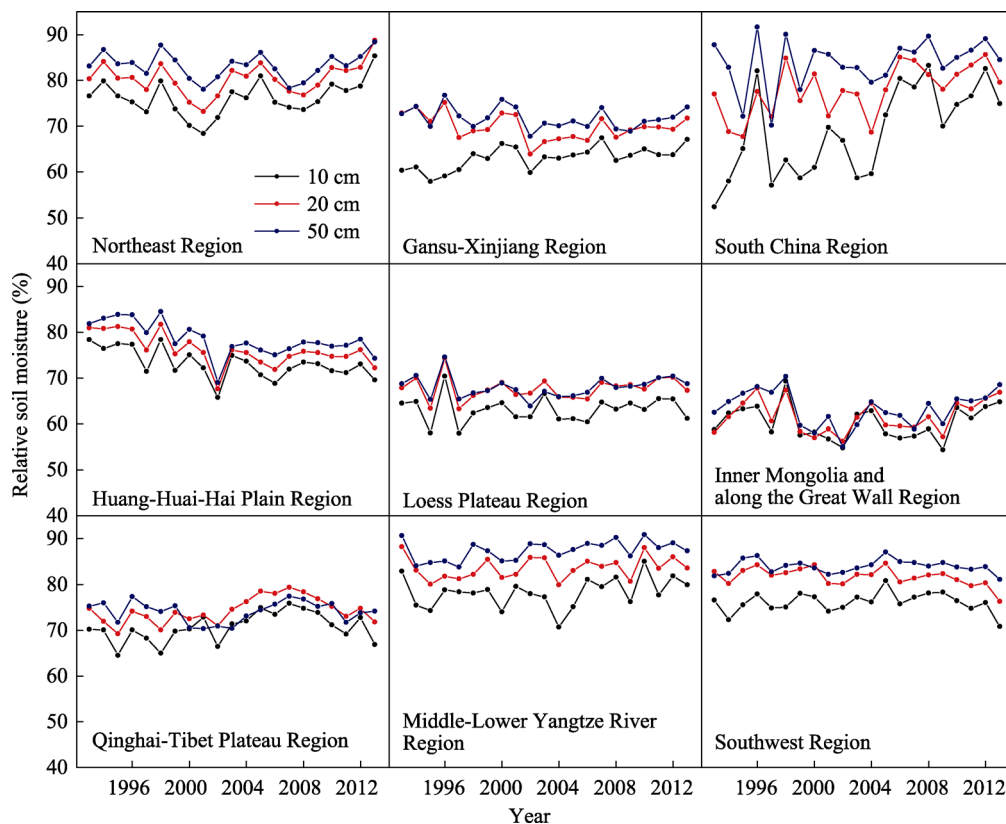 90
80
70
60
50
40
10 cm
20 cm
50 cm
Northeast Region
Gansu-Xinjiang Region
South China Region
Relative soil moisture (%)
90
80
70
60
50
40
Huang-Huai-Hai Plain Region
Loess Plateau Region
Inner Mongolia and
along the Great Wall Region
90
80
70
60
50
40
Qinghai-Tibet Plateau Region
Middle-Lower Yangtze River
Region
Southwest Region
1996 2000 2004 2008 2012
1996 2000 2004 2008 2012
1996 2000 2004 2008 2012
Year